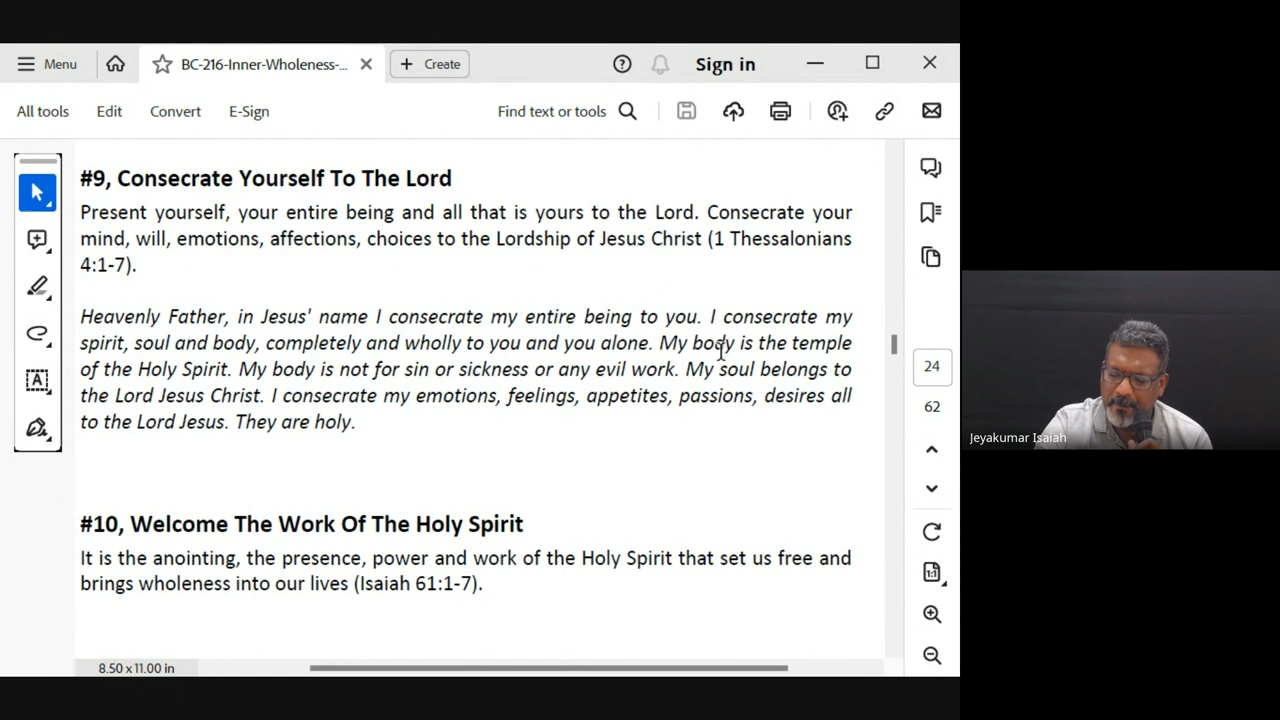 Menu
BC-216-Inner-Wholeness-...
Create
Sign in
All tools
Edit
Convert
E-Sign
Find text or tools
#9, Consecrate Yourself To The Lord
Present yourself, your entire being and all that is yours to the Lord. Consecrate your
mind, will, emotions, affections, choices to the Lordship of Jesus Christ (1 Thessalonians
4:1-7).
Heavenly Father, in Jesus' name I consecrate my entire being to you. I consecrate my
spirit, soul and body, completely and wholly to you and you alone. My body is the temple
of the Holy Spirit. My body is not for sin or sickness or any evil work. My soul belongs to
the Lord Jesus Christ. I consecrate my emotions, feelings, appetites, passions, desires all
to the Lord Jesus. They are holy.
#10, Welcome The Work Of The Holy Spirit
It is the anointing, the presence, power and work of the Holy Spirit that set us free and
brings wholeness into our lives (Isaiah 61:1-7).
24
62
1:1
8.50 x 11.00 in
Jeyakumar Isaiah